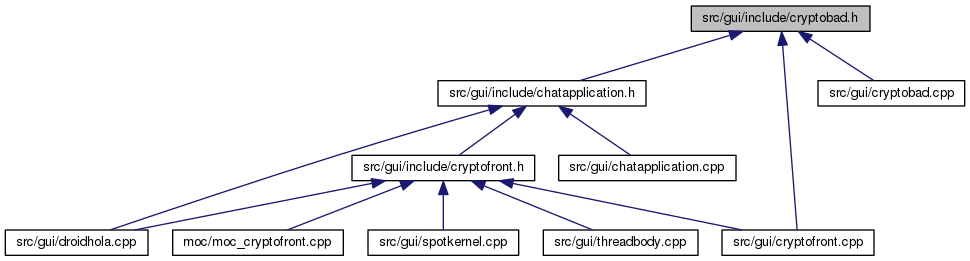 src/gui/include/cryptobad.h
src/gui/include/chatapplication.h
src/gui/cryptobad.cpp
src/gui/include/cryptofront.h
src/gui/chatapplication.cpp
src/gui/droidhola.cpp
moc/moc_cryptofront.cpp
src/gui/spotkernel.cpp
src/gui/threadbody.cpp
src/gui/cryptofront.cpp